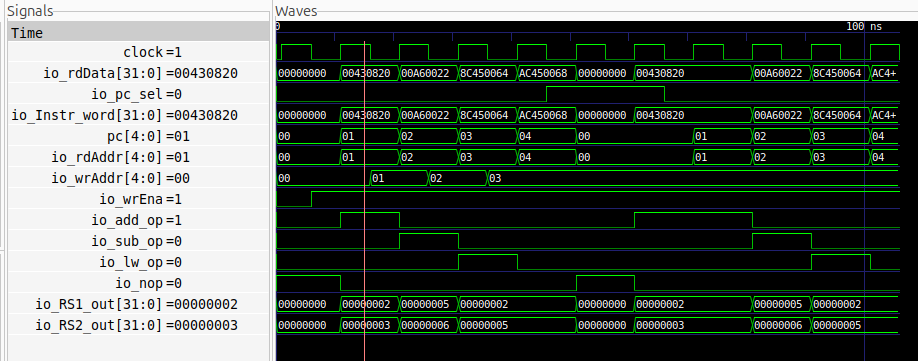 Signals Waves
Time 0 100 ns
clock=1
io_rdData[31:0]=00430820 00000000 00430820 00A60022 8C450064 AC450068 00000000 00430820 00A60022 8C450064 AC4+
io_pc_sel=0
io_Instr_word[31:0]=00430820 00000000 00430820 00A60022 8C450064 AC450068 00000000 00430820 00A60022 8C450064 AC4+
pc[4:0]=01 00 01 02 03 04 00 01 02 03 04
io_rdAddr[4:0]=01 00 01 02 03 04 00 01 02 03 04
io_wrAddr[4:0]=00 00 01 02 03
io_wrEna=1
io_add_op=1
io_sub_op=0
io_lw_op=0
io_nop=0
io_RS1_out[31:0]=00000002 00000000 00000002 00000005 00000002 00000000 00000002 00000005 00000002
io_RS2_out[31:0]=00000003 00000000 00000003 00000006 00000005 00000000 00000003 00000006 00000005